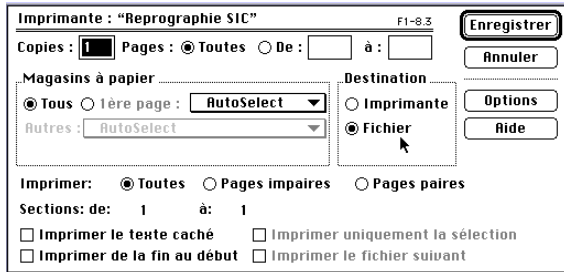 Imprimante : “Reprographie SIC” F1-8.3
Enregistrer
Copies : 1 Pages : Toutes De : à :
Annuler
Magasins à papier
Destination
Tous 1ère page : AutoSelect
Imprimante
Options
Autres : AutoSelect
Fichier
Aide
Imprimer: Toutes Pages impaires Pages paires
Sections: de: 1 à: 1
Imprimer le texte caché Imprimer uniquement la sélection
Imprimer de la fin au début Imprimer le fichier suivant